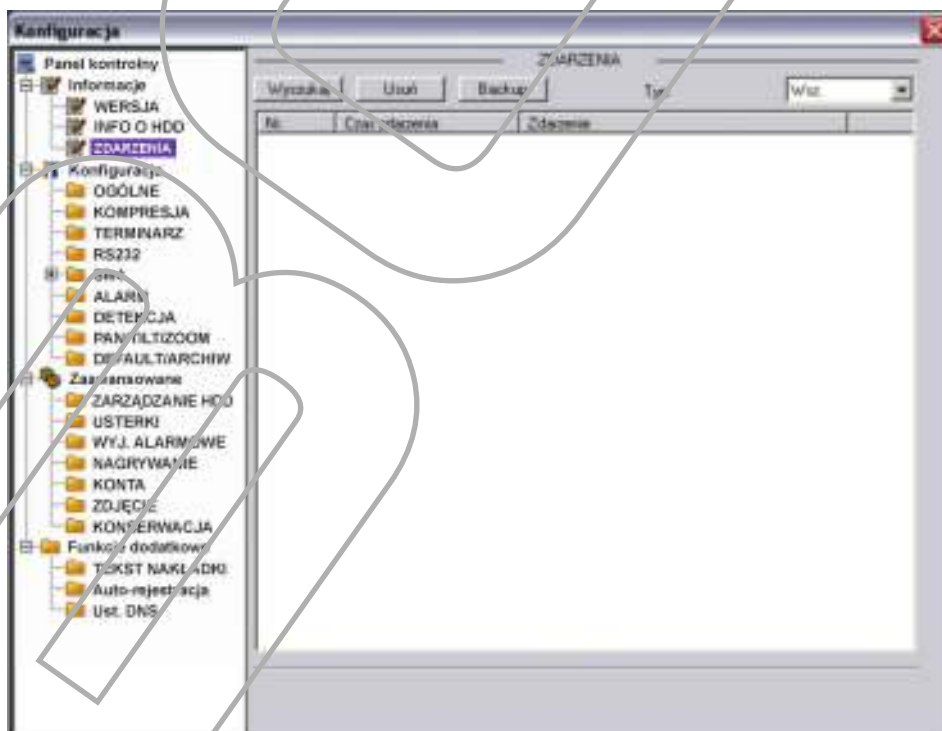 Konfiguracja
Panel kontrolny
Informacje
WERSJA
INFO O HDD
ZDARZENIA
Konfiguracja
OGÓLNE
KOMPRESJA
TERMINARZ
RS232
ALARM
DETEKCJA
PAN/TILT/ZOOM
DEFAULT/ARCHIW
Zaawansowane
ZARZĄDZANIE HDD
USTERKI
WYJ. ALARMOWE
NAGRYWANIE
KONTA
ZDJĘCIE
KONSERWACJA
Funkcje dodatkowe
TEKST NAKŁADKI
Auto-rejestracja
Ust. DNS
ZDARZENIA
Wyszukaj Usuń Backup Typ Wsz.
Nr. Czas zdarzenia Zdarzenie